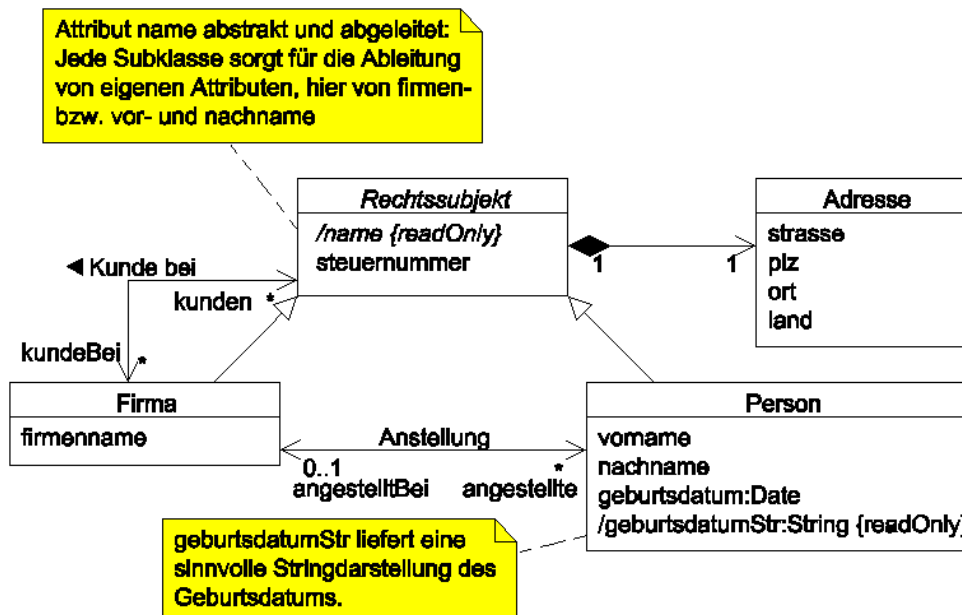 Attribut name abstrakt und abgeleitet:
Jede Subklasse sorgt für die Ableitung
von eigenen Attributen, hier von firmen-
bzw. vor- und nachname
Rechtssubjekt
/name {readOnly}
steuernummer
1
1
Adresse
strasse
plz
ort
land
◀ Kunde bei
kunden *
kundeBei *
Firma
firmenname
Anstellung
0..1
angestelltBei
*
angestellte
Person
vorname
nachname
geburtsdatum:Date
/geburtsdatumStr:String {readOnly}
geburtsdatumStr liefert eine
sinnvolle Stringdarstellung des
Geburtsdatums.